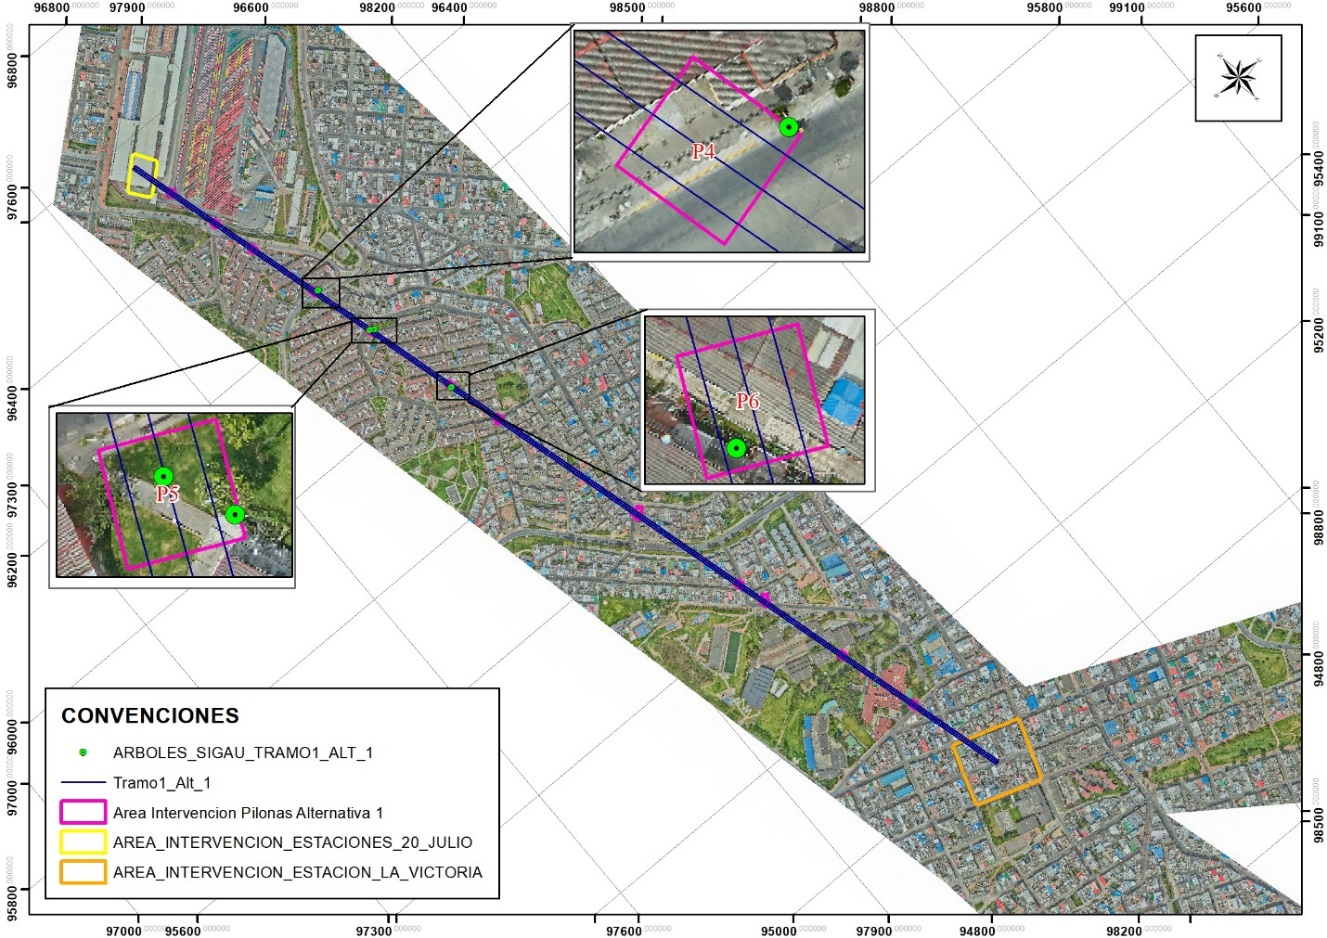 96800 97900 96600 98200 96400 98500 98800 95800 99100 95600
96800
97600
96400
97300
96200
96000
97000
95800
95400
99100
95200
98800
94800
98500
P4
P6
P5
CONVENCIONES
ARBOLES_SIGAU_TRAMO1_ALT_1
Tramo1_Alt_1
Area Intervencion Pilonas Alternativa 1
AREA_INTERVENCION_ESTACIONES_20_JULIO
AREA_INTERVENCION_ESTACION_LA_VICTORIA
97000 95600 97300 97600 95000 97900 94800 98200